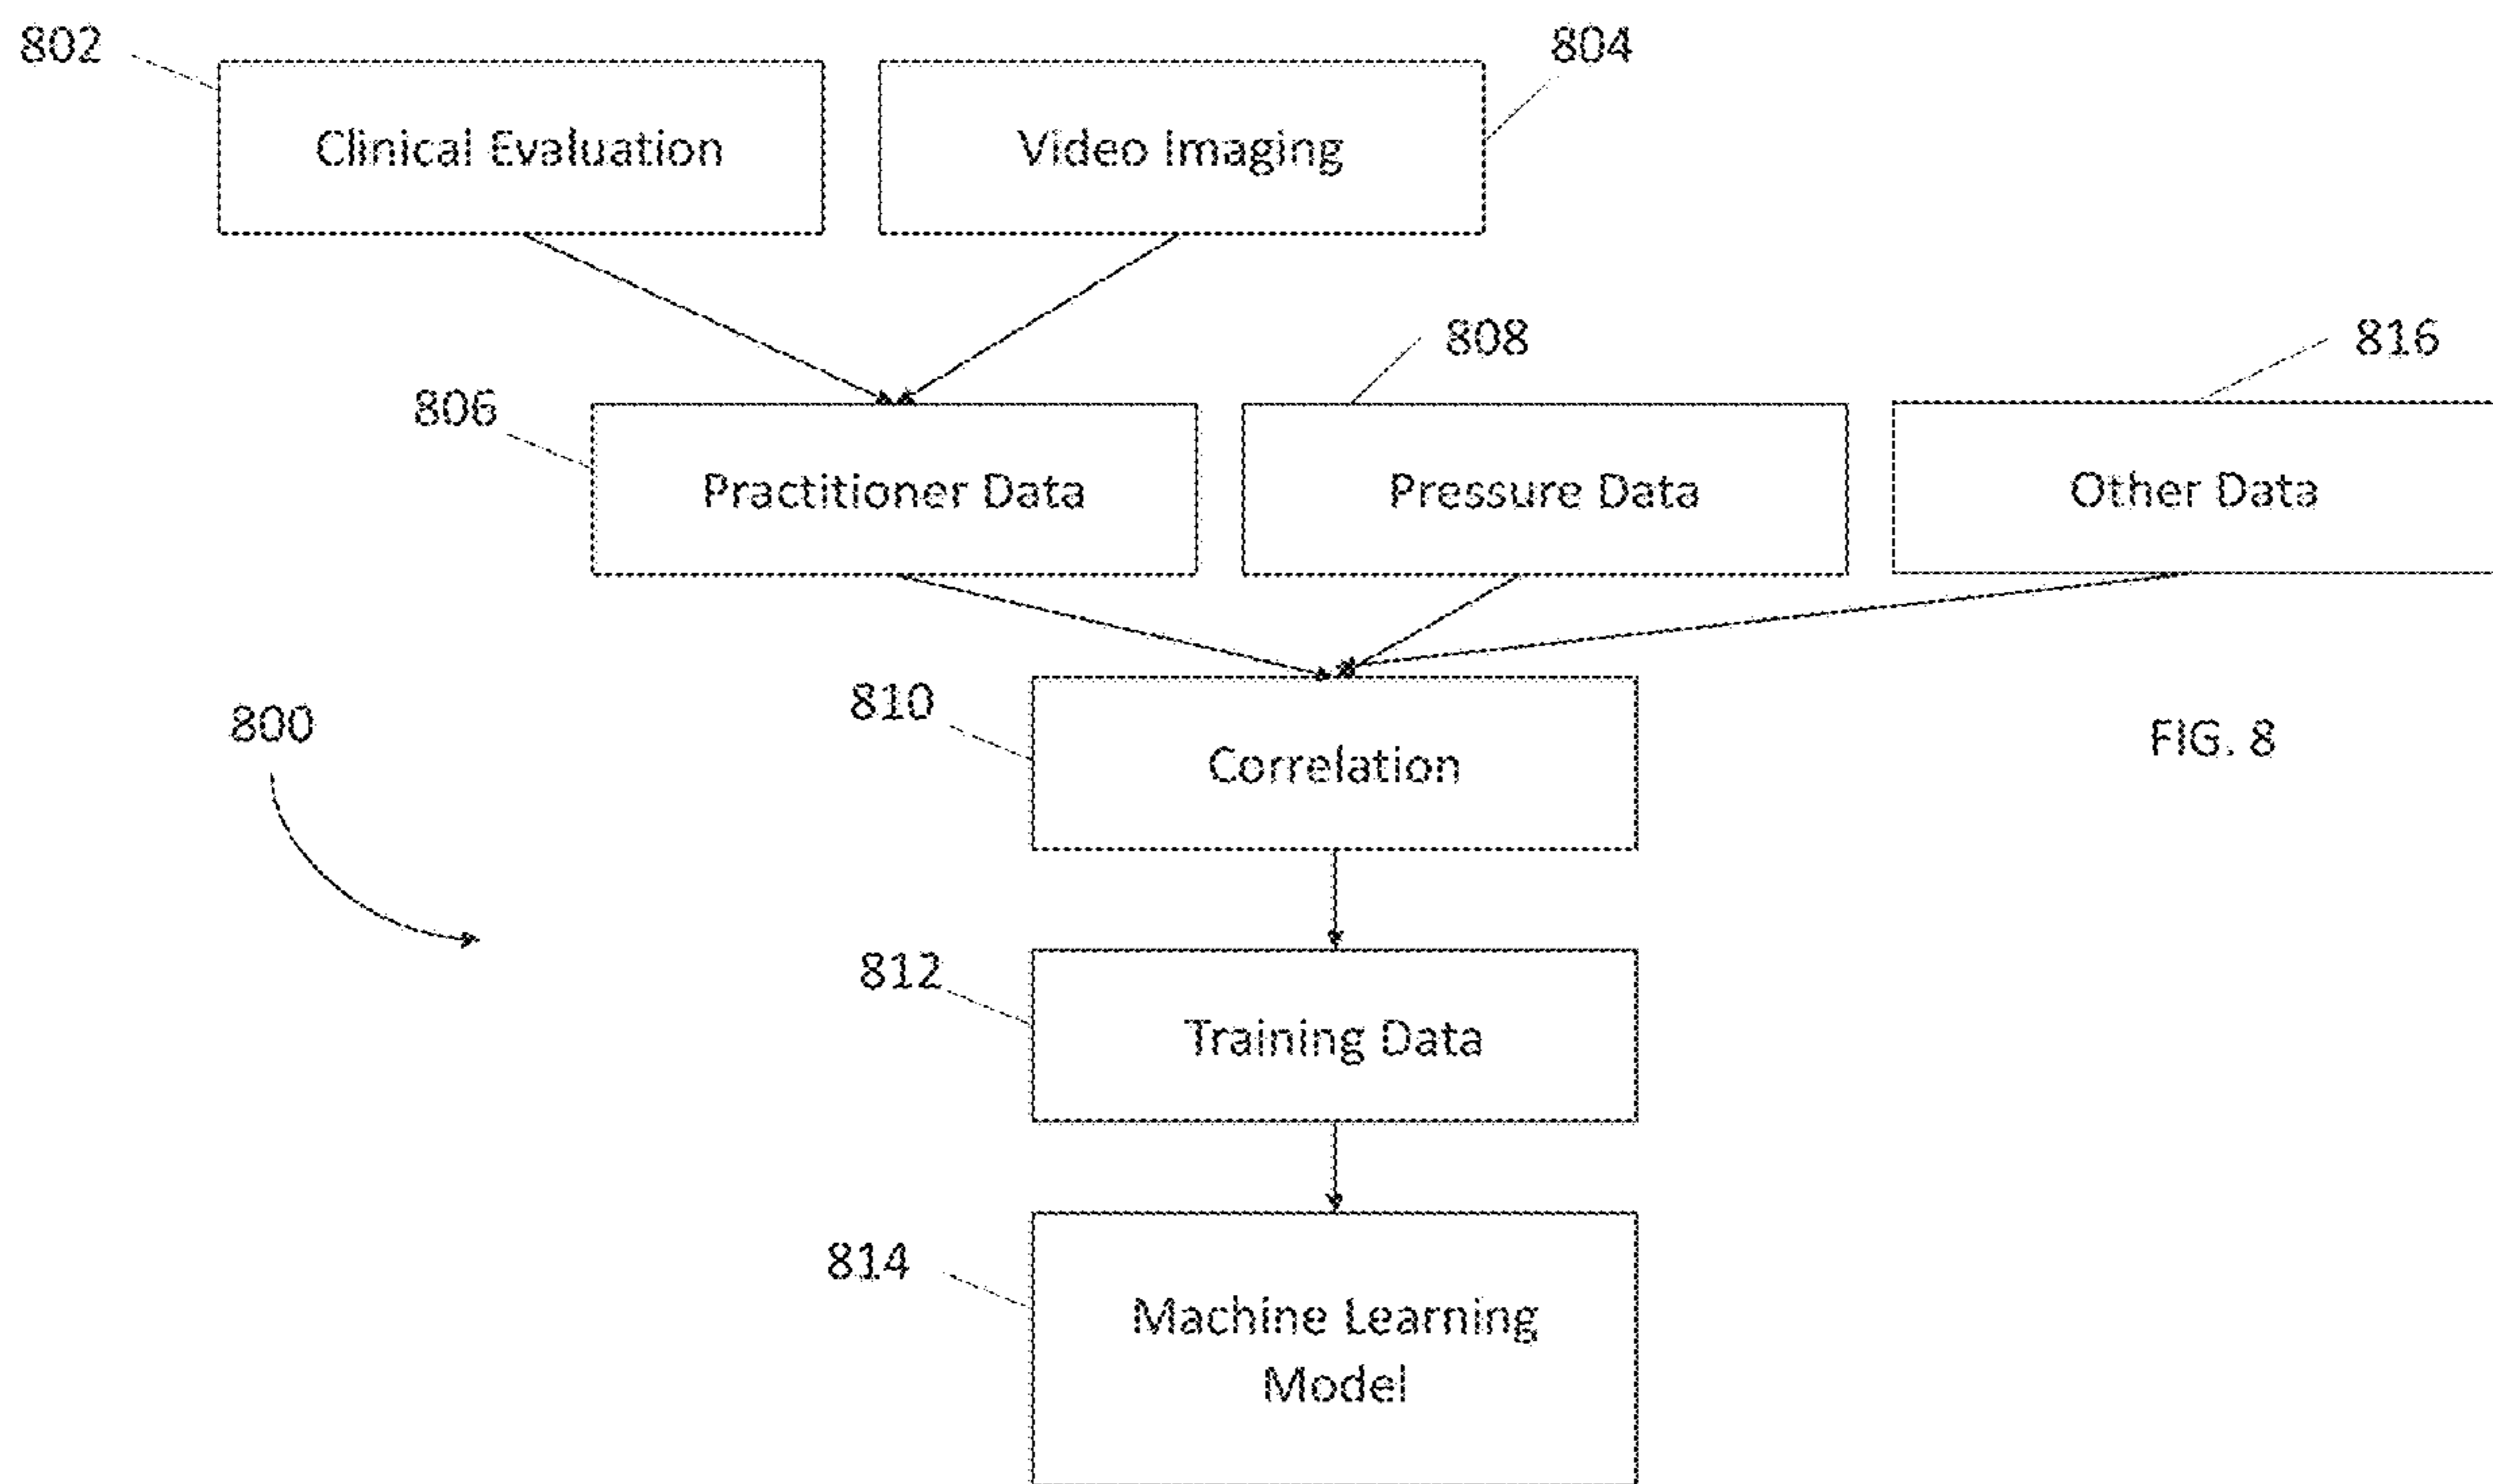 802
804
Clinical Evaluation
Video Imaging
808
816
806
Practitioner Data
Pressure Data
Other Data
810
800
FIG. 8
Correlation
812
Training Data
814
Machine Learning
Model